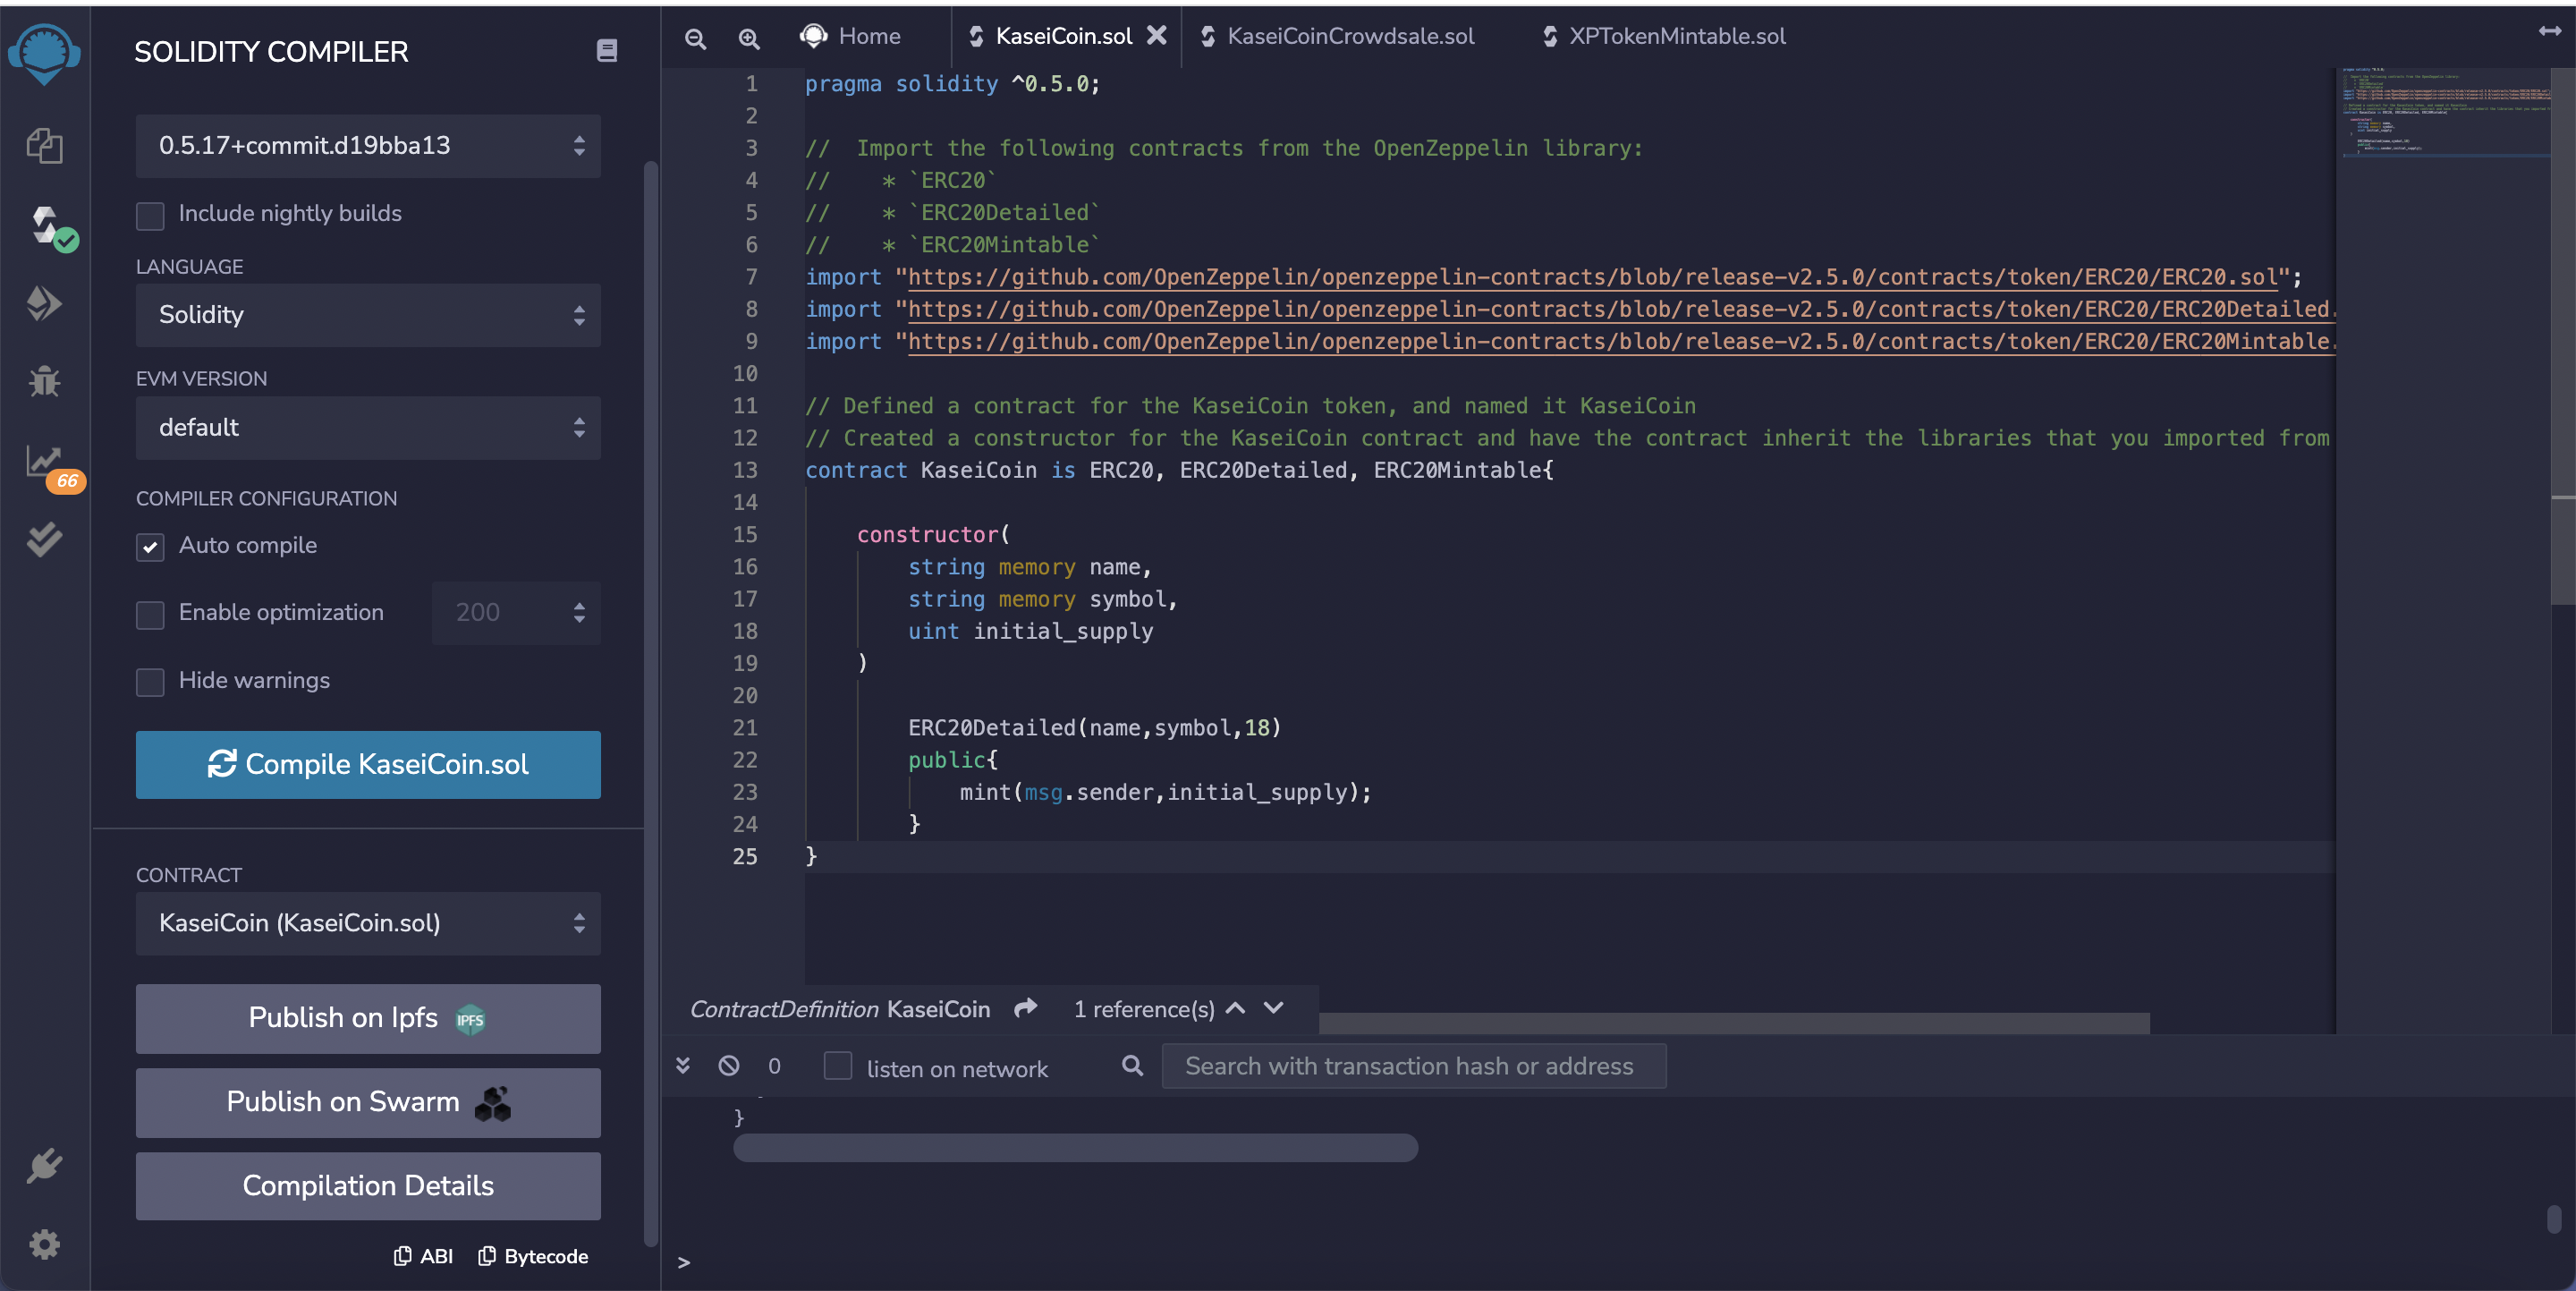 SOLIDITY COMPILER
0.5.17+commit.d19bba13
Include nightly builds
LANGUAGE
Solidity
EVM VERSION
default
COMPILER CONFIGURATION
Auto compile
Enable optimization 200
Hide warnings
Compile KaseiCoin.sol
CONTRACT
KaseiCoin (KaseiCoin.sol)
Publish on Ipfs IPFS
Publish on Swarm
Compilation Details
ABI Bytecode
66
Home KaseiCoin.sol KaseiCoinCrowdsale.sol XPTokenMintable.sol
1 pragma solidity ^0.5.0;
2
3 //  Import the following contracts from the OpenZeppelin library:
4 //    * `ERC20`
5 //    * `ERC20Detailed`
6 //    * `ERC20Mintable`
7 import "https://github.com/OpenZeppelin/openzeppelin-contracts/blob/release-v2.5.0/contracts/token/ERC20/ERC20.sol";
8 import "https://github.com/OpenZeppelin/openzeppelin-contracts/blob/release-v2.5.0/contracts/token/ERC20/ERC20Detailed.
9 import "https://github.com/OpenZeppelin/openzeppelin-contracts/blob/release-v2.5.0/contracts/token/ERC20/ERC20Mintable.
10
11 // Defined a contract for the KaseiCoin token, and named it KaseiCoin
12 // Created a constructor for the KaseiCoin contract and have the contract inherit the libraries that you imported from
13 contract KaseiCoin is ERC20, ERC20Detailed, ERC20Mintable{
14
15     constructor(
16         string memory name,
17         string memory symbol,
18         uint initial_supply
19     )
20
21         ERC20Detailed(name,symbol,18)
22         public{
23             mint(msg.sender,initial_supply);
24         }
25 }
ContractDefinition KaseiCoin 1 reference(s)
0 listen on network Search with transaction hash or address
}
>